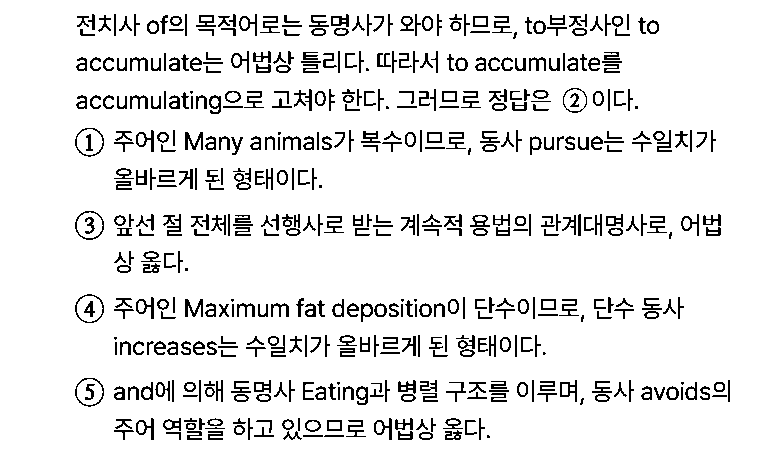 전치사 of의 목적어로는 동명사가 와야 하므로, to부정사인 to
accumulate는 어법상 틀리다. 따라서 to accumulate를
accumulating으로 고쳐야 한다. 그러므로 정답은 ②이다.
① 주어인 Many animals가 복수이므로, 동사 pursue는 수일치가
올바르게 된 형태이다.
③ 앞선 절 전체를 선행사로 받는 계속적 용법의 관계대명사로, 어법
상 옳다.
④ 주어인 Maximum fat deposition이 단수이므로, 단수 동사
increases는 수일치가 올바르게 된 형태이다.
⑤ and에 의해 동명사 Eating과 병렬 구조를 이루며, 동사 avoids의
주어 역할을 하고 있으므로 어법상 옳다.